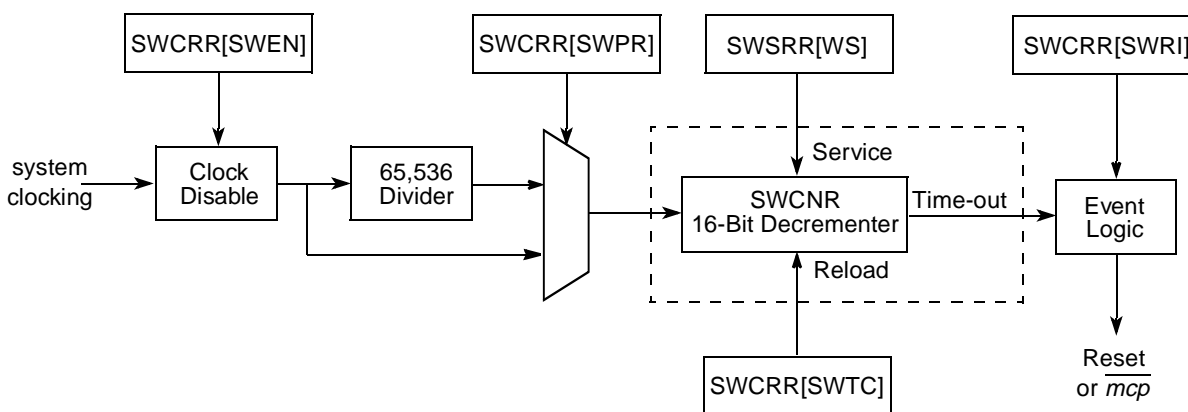 SWCRR[SWEN]
SWCRR[SWPR]
SWSRR[WS]
SWCRR[SWRI]
system
clocking
Clock
Disable
65,536
Divider
Service
SWCNR
16-Bit Decrementer
Reload
Time-out
Event
Logic
SWCRR[SWTC]
Reset
or mcp